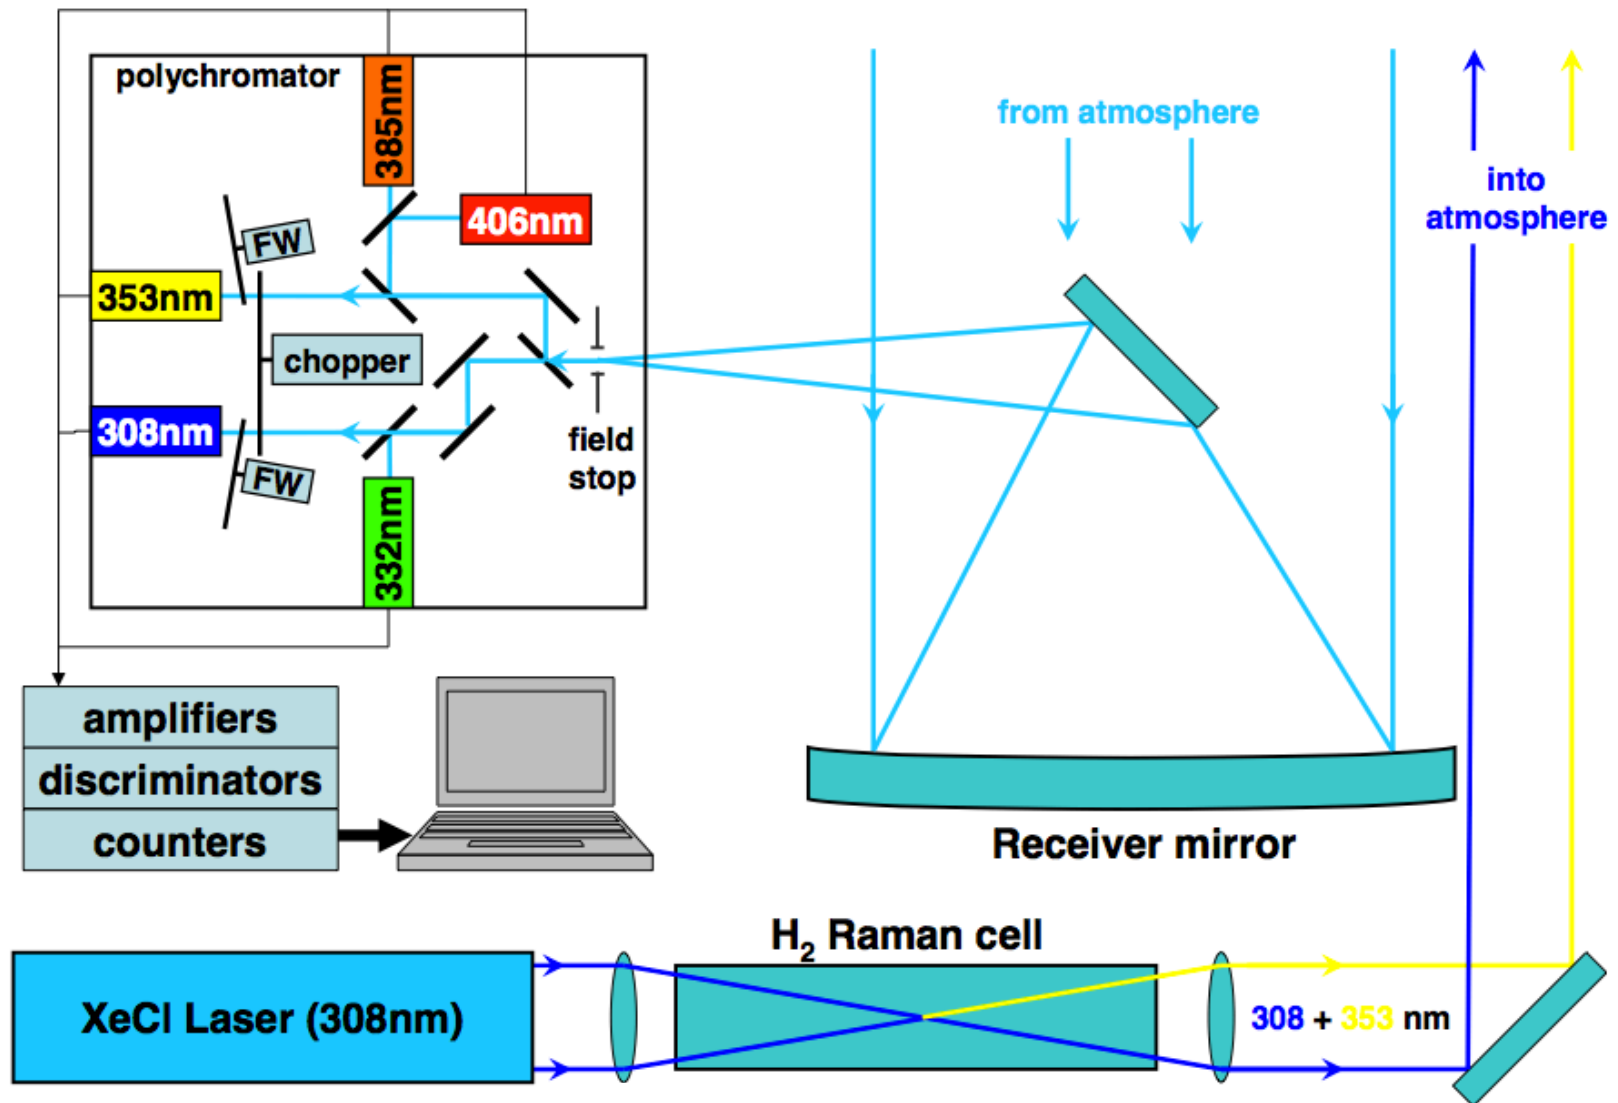 polychromator
385nm
406nm
FW
353nm
chopper
308nm
FW
332nm
field
stop
from atmosphere
into
atmosphere
amplifiers
discriminators
counters
Receiver mirror
H₂ Raman cell
XeCl Laser (308nm)
308 + 353 nm